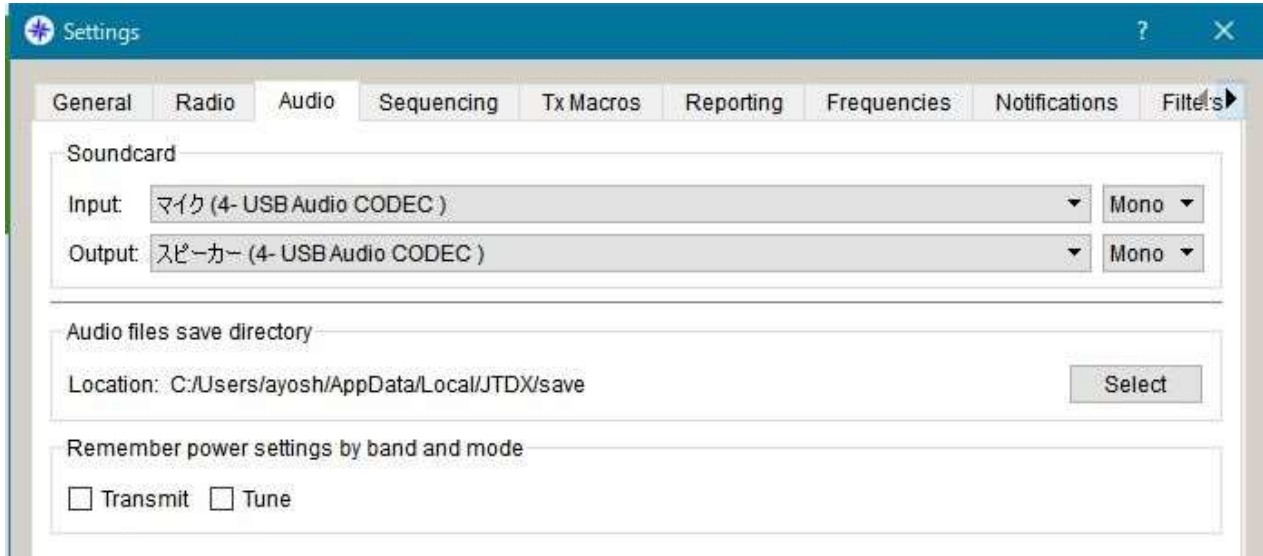 Settings ? ×
General Radio Audio Sequencing Tx Macros Reporting Frequencies Notifications Filters
Soundcard
Input: マイク (4- USB Audio CODEC ) Mono
Output: スピーカー (4- USB Audio CODEC ) Mono
Audio files save directory
Location: C:/Users/ayosh/AppData/Local/JTDX/save Select
Remember power settings by band and mode
Transmit Tune